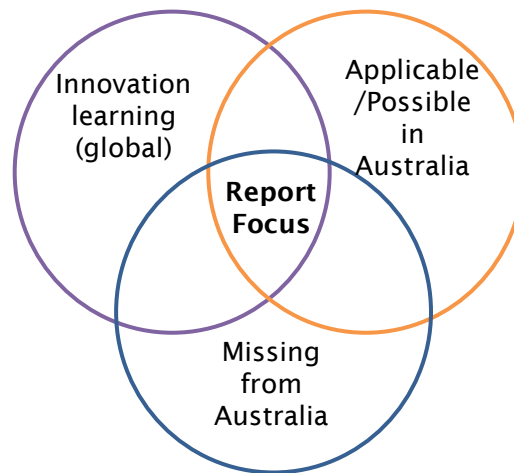 Innovation
learning
(global)
Applicable
/Possible
in
Australia
Report
Focus
Missing
from
Australia